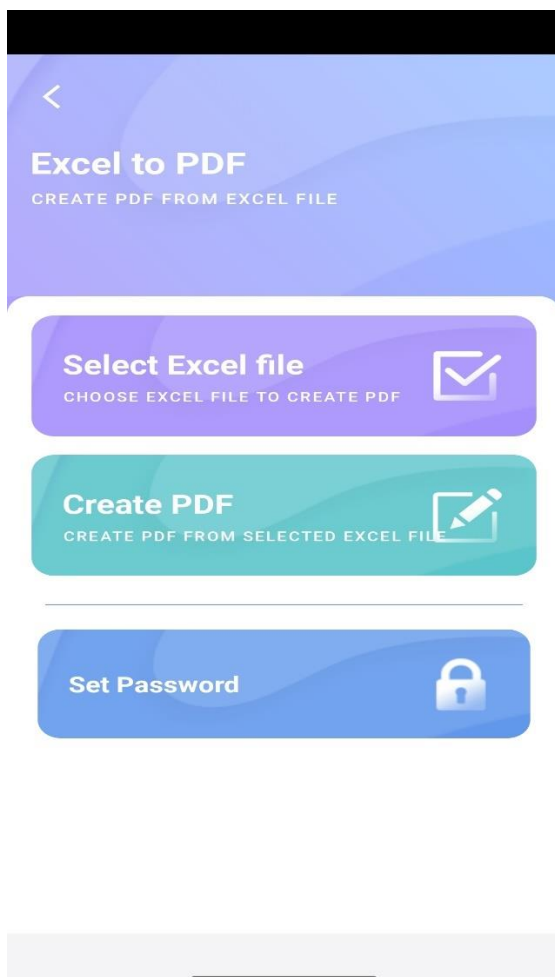 Excel to PDF
CREATE PDF FROM EXCEL FILE
Select Excel file
CHOOSE EXCEL FILE TO CREATE PDF
Create PDF
CREATE PDF FROM SELECTED EXCEL FILE
Set Password